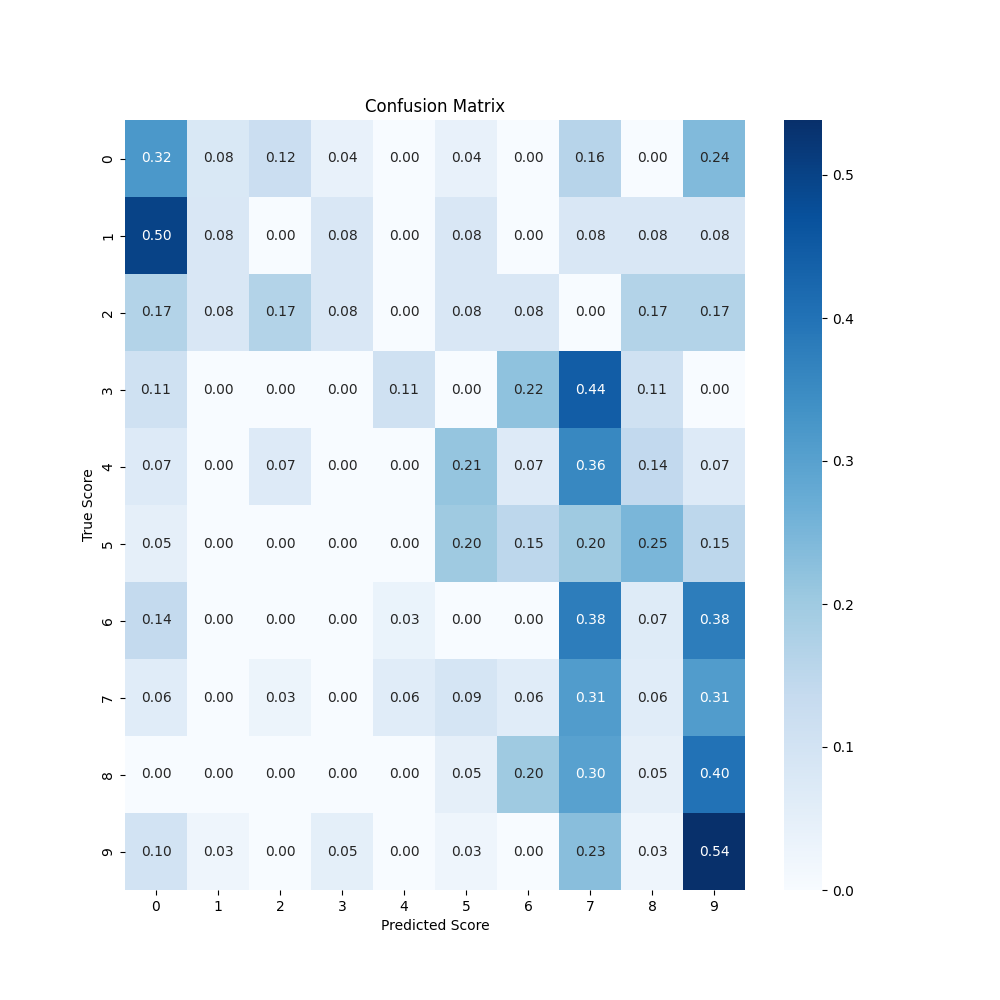 Confusion Matrix
0 0.32 0.08 0.12 0.04 0.00 0.04 0.00 0.16 0.00 0.24
1 0.50 0.08 0.00 0.08 0.00 0.08 0.00 0.08 0.08 0.08
2 0.17 0.08 0.17 0.08 0.00 0.08 0.08 0.00 0.17 0.17
3 0.11 0.00 0.00 0.00 0.11 0.00 0.22 0.44 0.11 0.00
4 0.07 0.00 0.07 0.00 0.00 0.21 0.07 0.36 0.14 0.07
5 0.05 0.00 0.00 0.00 0.00 0.20 0.15 0.20 0.25 0.15
6 0.14 0.00 0.00 0.00 0.03 0.00 0.00 0.38 0.07 0.38
7 0.06 0.00 0.03 0.00 0.06 0.09 0.06 0.31 0.06 0.31
8 0.00 0.00 0.00 0.00 0.00 0.05 0.20 0.30 0.05 0.40
9 0.10 0.03 0.00 0.05 0.00 0.03 0.00 0.23 0.03 0.54
0 1 2 3 4 5 6 7 8 9
Predicted Score
True Score
0.5
0.4
0.3
0.2
0.1
0.0